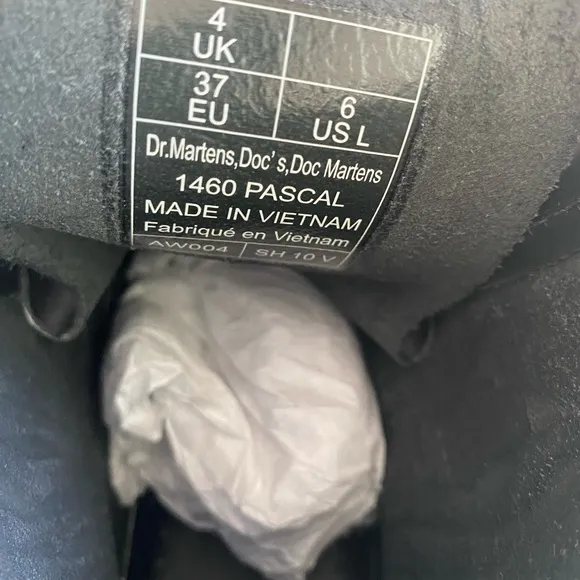 4
UK
37
EU
6
US L
Dr.Martens,Doc's,Doc Martens
1460 PASCAL
MADE IN VIETNAM
Fabriqué en Vietnam
AW004 SH 10 V